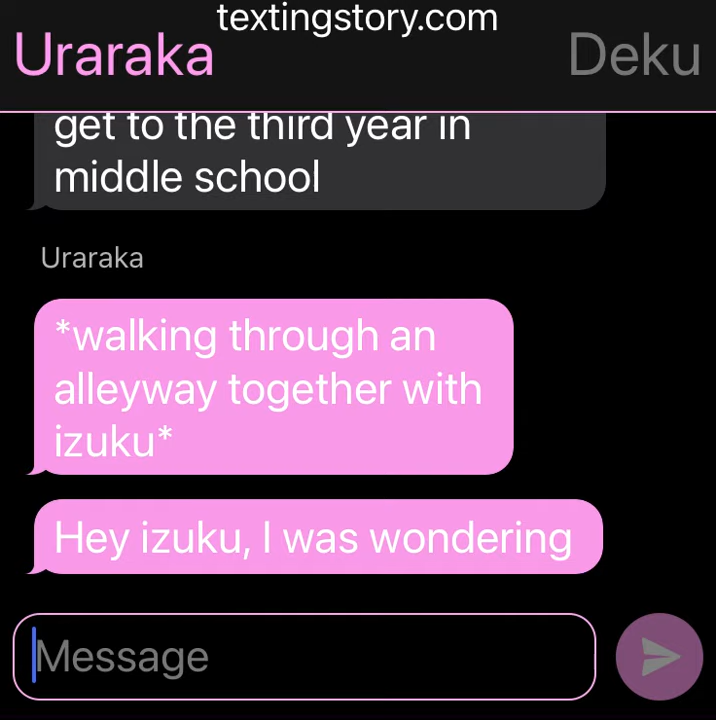 textingstory.com
Uraraka
Deku
get to the third year in
middle school
Uraraka
*walking through an
alleyway together with
izuku*
Hey izuku, I was wondering
Message